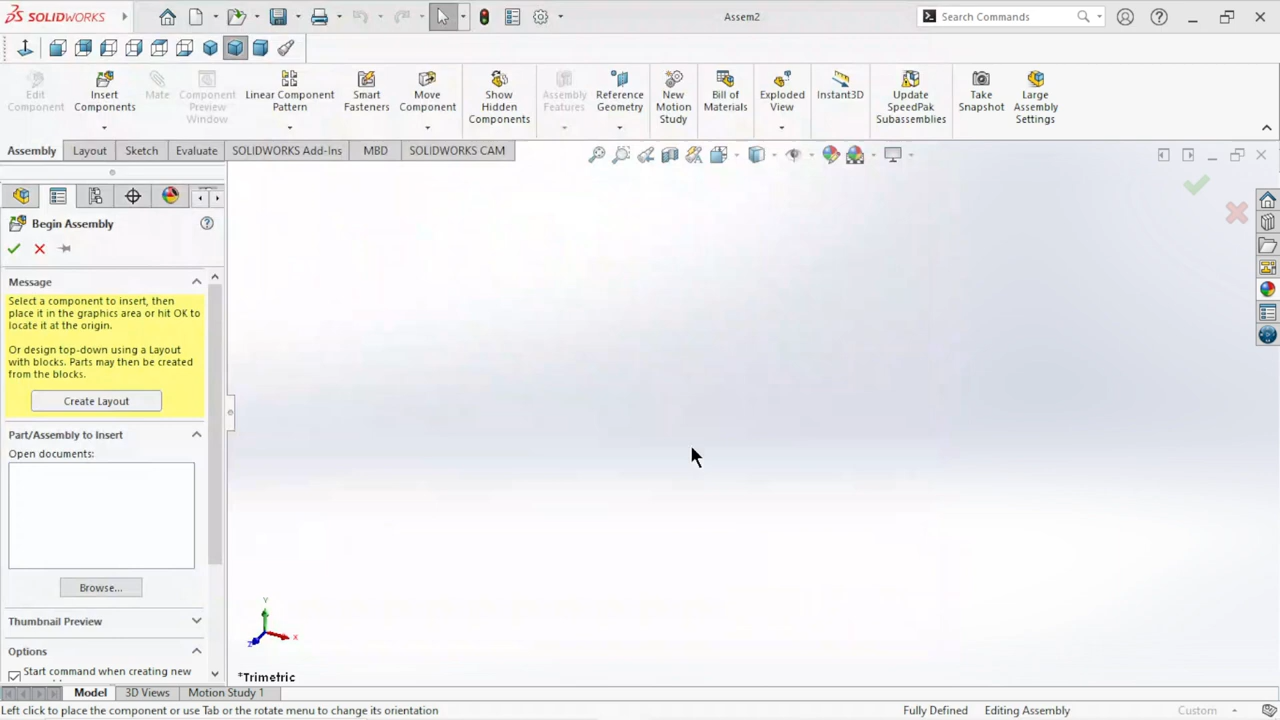 SOLIDWORKS
Assem2
Search Commands
Edit Component
Insert Components
Mate
Component Preview Window
Linear Component Pattern
Smart Fasteners
Move Component
Show Hidden Components
Assembly Features
Reference Geometry
New Motion Study
Bill of Materials
Exploded View
Instant3D
Update SpeedPak Subassemblies
Take Snapshot
Large Assembly Settings
Assembly
Layout
Sketch
Evaluate
SOLIDWORKS Add-Ins
MBD
SOLIDWORKS CAM
Begin Assembly
Message
Select a component to insert, then
place it in the graphics area or hit OK to
locate it at the origin.
Or design top-down using a Layout
with blocks. Parts may then be created
from the blocks.
Create Layout
Part/Assembly to Insert
Open documents:
Browse...
Thumbnail Preview
Options
Start command when creating new
Y
X
Z
*Trimetric
Model
3D Views
Motion Study 1
Left click to place the component or use Tab or the rotate menu to change its orientation
Fully Defined
Editing Assembly
Custom